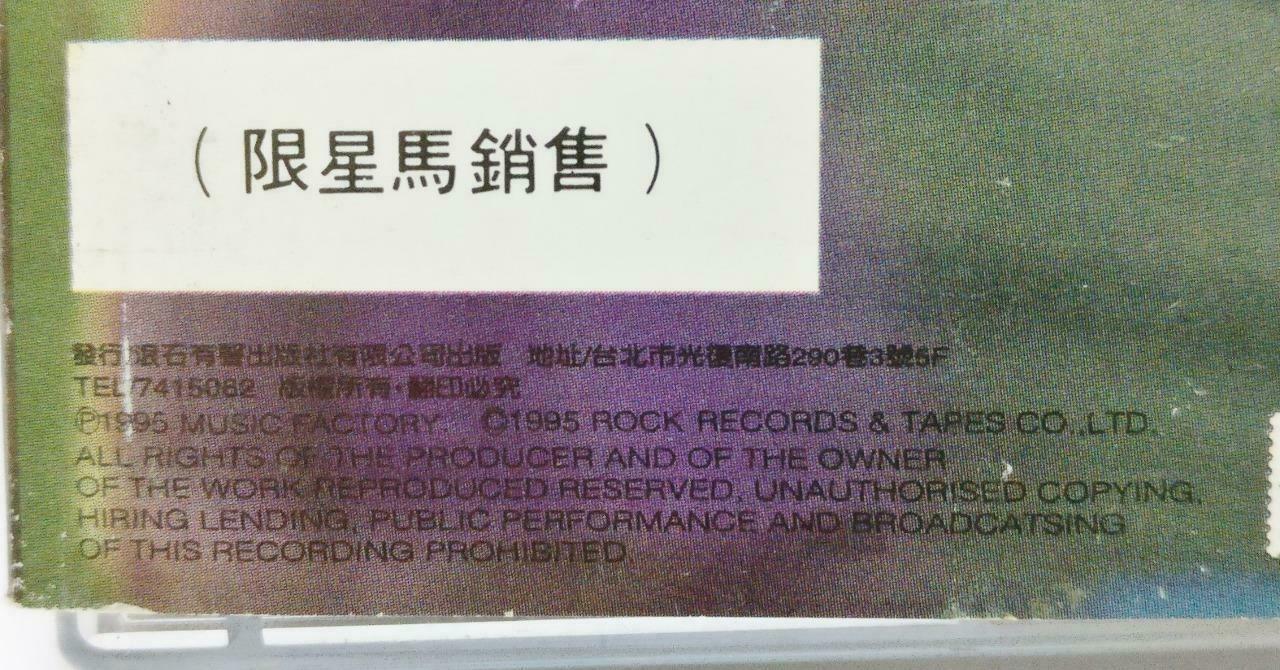 (限星馬銷售)
發行/滾石有聲出版社有限公司出版 地址/台北市光復南路290巷3號5F
TEL/7415082 版權所有·翻印必究
℗1995 MUSIC FACTORY. ©1995 ROCK RECORDS & TAPES CO.,LTD.
ALL RIGHTS OF THE PRODUCER AND OF THE OWNER
OF THE WORK REPRODUCED RESERVED, UNAUTHORISED COPYING,
HIRING LENDING, PUBLIC PERFORMANCE AND BROADCATSING
OF THIS RECORDING PROHIBITED.